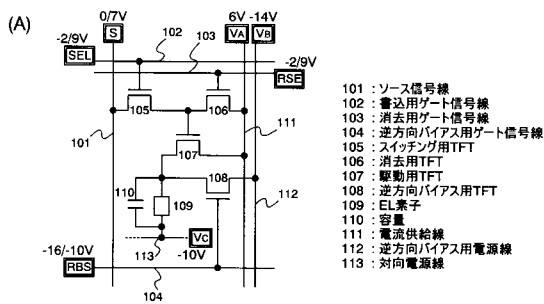 (A)
0/7V
6V -14V
S
VA
VB
-2/9V
102
103
SEL
-2/9V
RSE
105
106
101
111
107
108
110
109
112
VC
-16/-10V
113
-10V
RBS
104
101 : ソース信号線
102 : 書込用ゲート信号線
103 : 消去用ゲート信号線
104 : 逆方向バイアス用ゲート信号線
105 : スイッチング用TFT
106 : 消去用TFT
107 : 駆動用TFT
108 : 逆方向バイアス用TFT
109 : EL素子
110 : 容量
111 : 電流供給線
112 : 逆方向バイアス用電源線
113 : 対向電源線